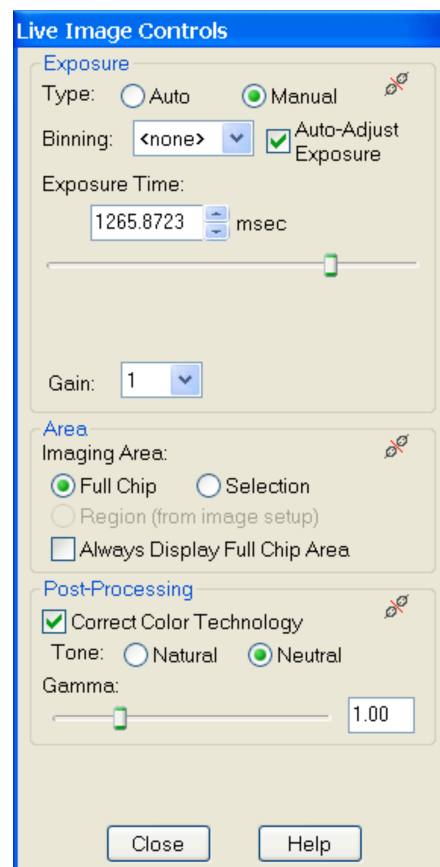 Live Image Controls
Exposure
Type: Auto Manual
Binning: <none> Auto-Adjust Exposure
Exposure Time:
1265.8723 msec
Gain: 1
Area
Imaging Area:
Full Chip Selection
Region (from image setup)
Always Display Full Chip Area
Post-Processing
Correct Color Technology
Tone: Natural Neutral
Gamma:
1.00
Close Help